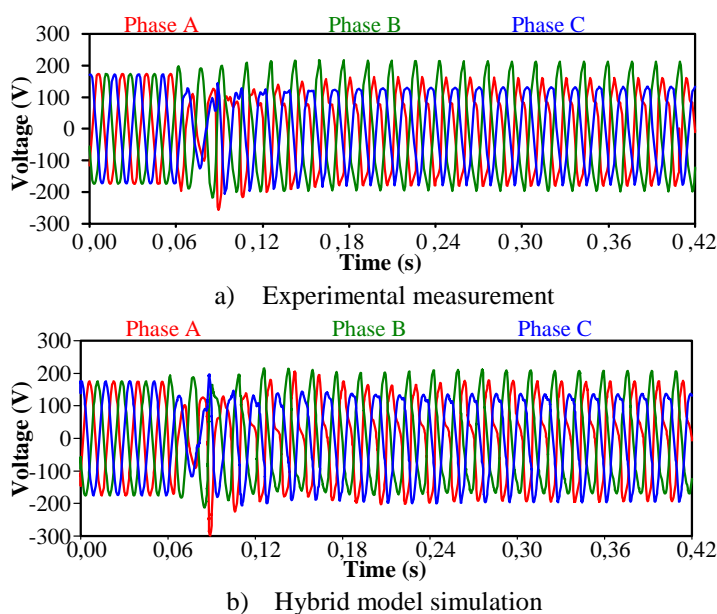 Phase A Phase B Phase C
300
200
100
0
-100
-200
-300
Voltage (V)
0,00 0,06 0,12 0,18 0,24 0,30 0,36 0,42
Time (s)
a) Experimental measurement
Phase A Phase B Phase C
300
200
100
0
-100
-200
-300
Voltage (V)
0,00 0,06 0,12 0,18 0,24 0,30 0,36 0,42
Time (s)
b) Hybrid model simulation